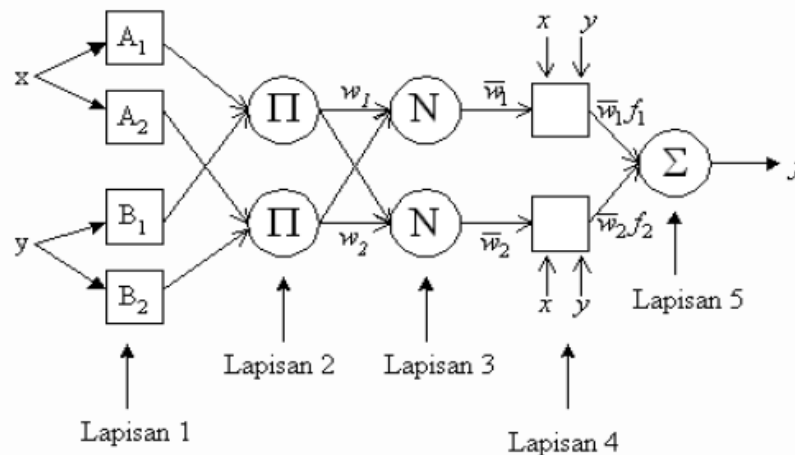 x y
A₁
x
A₂
Π w₁ N w̅₁ w̅₁f₁
Σ
B₁
y
B₂
Π w₂ N w̅₂ w̅₂f₂
x y
Lapisan 5
Lapisan 2 Lapisan 3
Lapisan 1 Lapisan 4